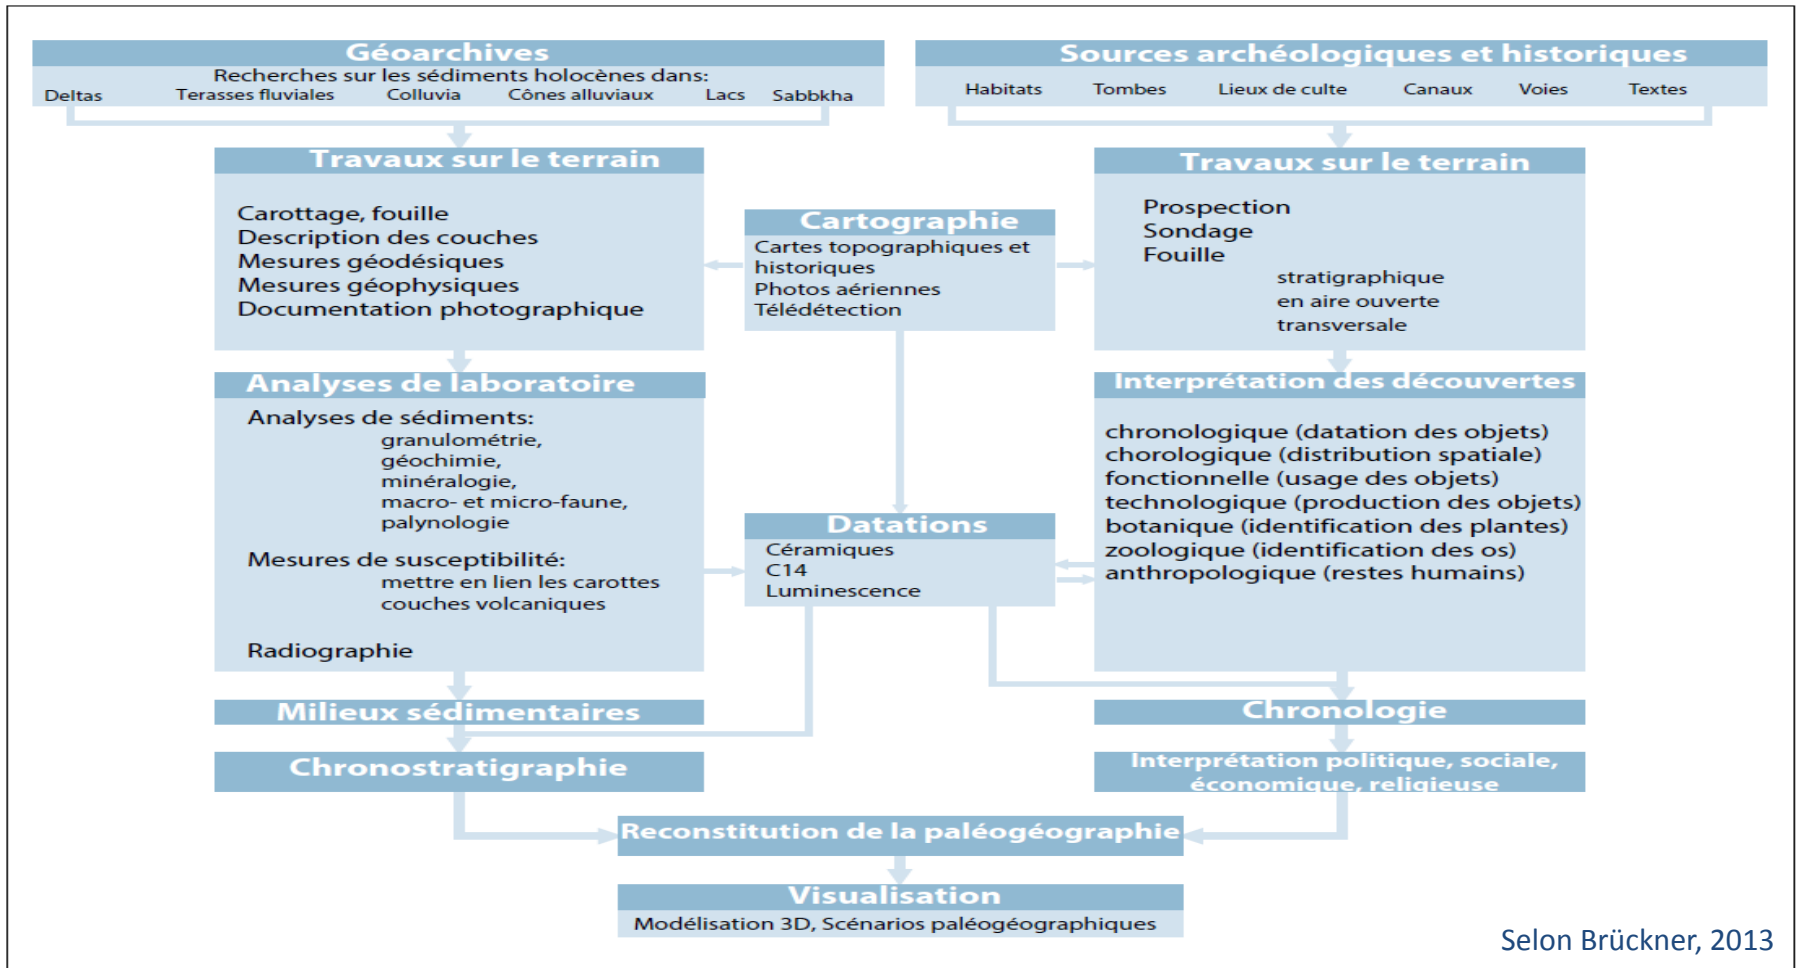 Géoarchives
Recherches sur les sédiments holocènes dans:
Deltas Terasses fluviales Colluvia Cônes alluviaux Lacs Sabbkha
Sources archéologiques et historiques
Habitats Tombes Lieux de culte Canaux Voies Textes
Travaux sur le terrain
Carottage, fouille
Description des couches
Mesures géodésiques
Mesures géophysiques
Documentation photographique
Cartographie
Cartes topographiques et
historiques
Photos aériennes
Télédétection
Travaux sur le terrain
Prospection
Sondage
Fouille
stratigraphique
en aire ouverte
transversale
Analyses de laboratoire
Analyses de sédiments:
granulométrie,
géochimie,
minéralogie,
macro- et micro-faune,
palynologie
Mesures de susceptibilité:
mettre en lien les carottes
couches volcaniques
Radiographie
Datations
Céramiques
C14
Luminescence
Interprétation des découvertes
chronologique (datation des objets)
chorologique (distribution spatiale)
fonctionnelle (usage des objets)
technologique (production des objets)
botanique (identification des plantes)
zoologique (identification des os)
anthropologique (restes humains)
Milieux sédimentaires
Chronostratigraphie
Chronologie
Interprétation politique, sociale,
économique, religieuse
Reconstitution de la paléogéographie
Visualisation
Modélisation 3D, Scénarios paléogéographiques
Selon Brückner, 2013